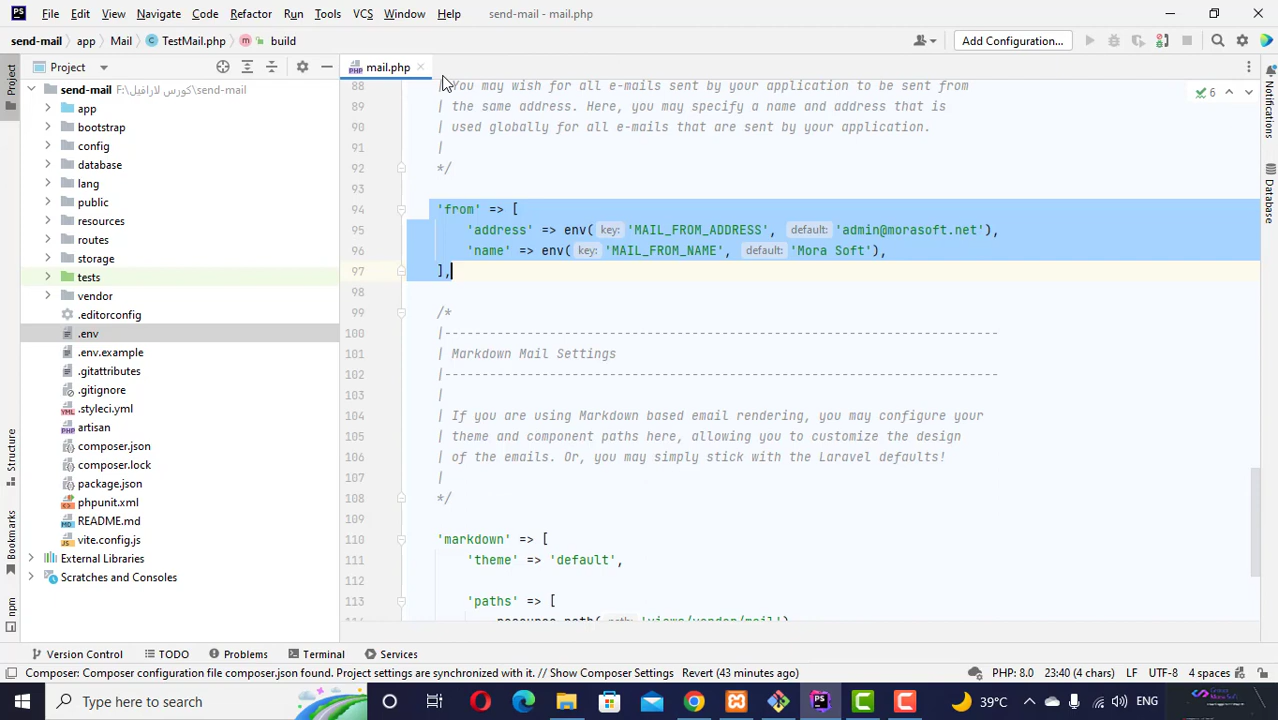 File Edit View Navigate Code Refactor Run Tools VCS Window Help send-mail - mail.php
send-mail app Mail TestMail.php build Add Configuration...
Project
mail.php
Project
send-mail F:\كورس لارافيل\send-mail
app
bootstrap
config
database
lang
public
resources
routes
storage
tests
vendor
.editorconfig
.env
.env.example
.gitattributes
.gitignore
.styleci.yml
artisan
composer.json
composer.lock
package.json
phpunit.xml
README.md
vite.config.js
External Libraries
Scratches and Consoles
Structure
Bookmarks
npm
88 | You may wish for all e-mails sent by your application to be sent from
89 | the same address. Here, you may specify a name and address that is
90 | used globally for all e-mails that are sent by your application.
91 |
92 */
93
94 'from' => [
95 'address' => env( key: 'MAIL_FROM_ADDRESS', default: 'admin@morasoft.net'),
96 'name' => env( key: 'MAIL_FROM_NAME', default: 'Mora Soft'),
97 ],
98
99 /*
100 |--------------------------------------------------------------------------
101 | Markdown Mail Settings
102 |--------------------------------------------------------------------------
103 |
104 | If you are using Markdown based email rendering, you may configure your
105 | theme and component paths here, allowing you to customize the design
106 | of the emails. Or, you may simply stick with the Laravel defaults!
107 |
108 */
109
110 'markdown' => [
111 'theme' => 'default',
112
113 'paths' => [
114 resource_path( path: 'views/vendor/mail')
6
Notifications
Database
Version Control TODO Problems Terminal Services
Composer: Composer configuration file composer.json found. Project settings are synchronized with it. // Show Composer Settings Revert (43 minutes ago) PHP: 8.0 23:40 (4 chars) LF UTF-8 4 spaces
Type here to search
39°C
ENG